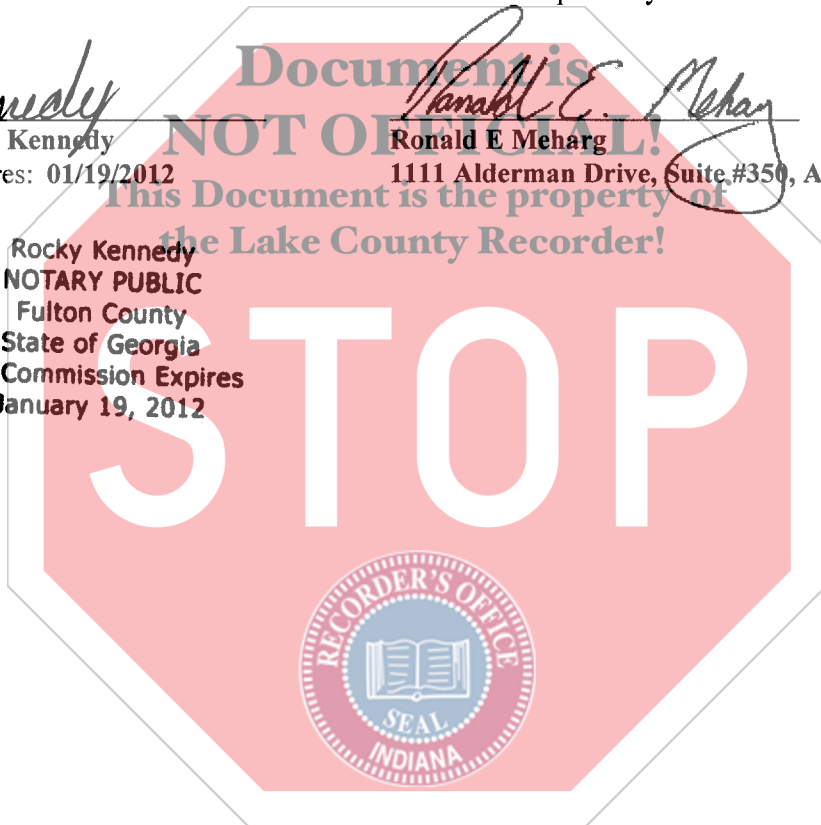 Document is
NOT OFFICIAL!
This Document is the property of
the Lake County Recorder!
Kennedy
res: 01/19/2012
Ronald E. Meharg
Ronald E Meharg
1111 Alderman Drive, Suite #350, A
Rocky Kennedy
NOTARY PUBLIC
Fulton County
State of Georgia
Commission Expires
January 19, 2012
STOP
RECORDER'S OFFICE
SEAL
INDIANA